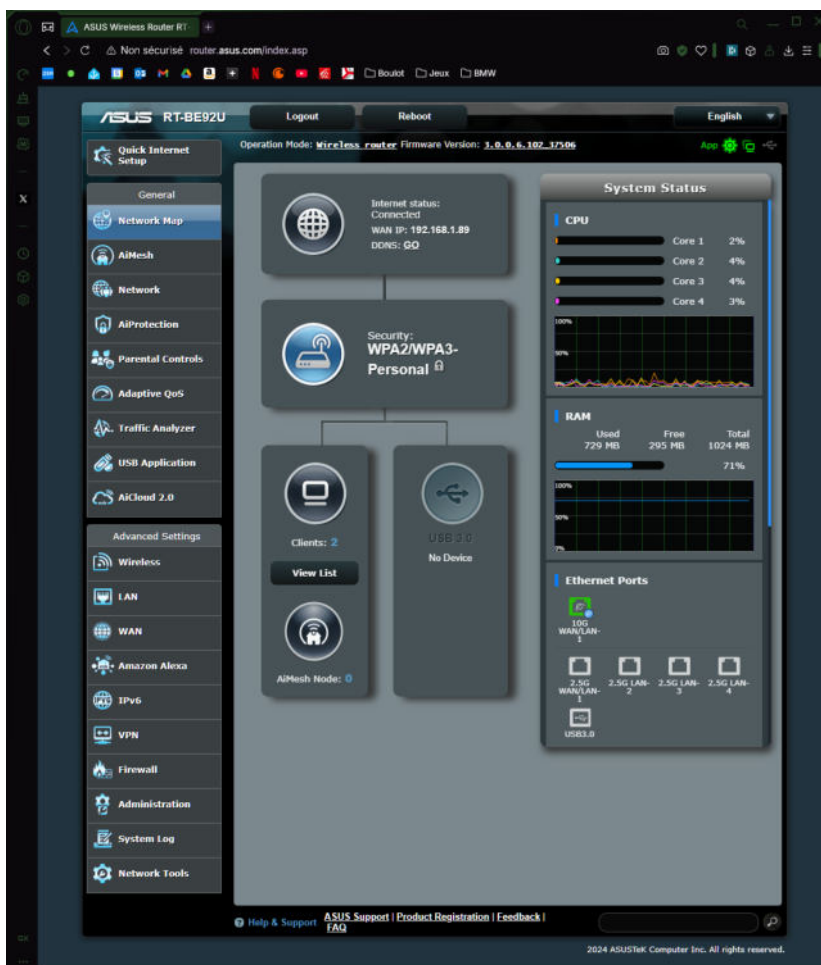 ASUS Wireless Router RT-
Non sécurisé router.asus.com/index.asp
Boulot Jeux BMW
ASUS RT-BE92U Logout Reboot English
Quick Internet Setup
Operation Mode: Wireless router Firmware Version: 3.0.0.6.102_37506 App
General
Network Map
AiMesh
Network
AiProtection
Parental Controls
Adaptive QoS
Traffic Analyzer
USB Application
AiCloud 2.0
Advanced Settings
Wireless
LAN
WAN
Amazon Alexa
IPv6
VPN
Firewall
Administration
System Log
Network Tools
Internet status:
Connected
WAN IP: 192.168.1.89
DDNS: GO
Security:
WPA2/WPA3-
Personal
Clients: 2
View List
AiMesh Node: 0
USB 3.0
No Device
System Status
CPU
Core 1 2%
Core 2 4%
Core 3 4%
Core 4 3%
100%
50%
RAM
Used Free Total
729 MB 295 MB 1024 MB
71%
100%
50%
Ethernet Ports
10G
WAN/LAN-
1
2.5G
WAN/LAN-
1
2.5G LAN-
2
2.5G LAN-
3
2.5G LAN-
4
USB3.0
Help & Support ASUS Support | Product Registration | Feedback |
FAQ
2024 ASUSTeK Computer Inc. All rights reserved.